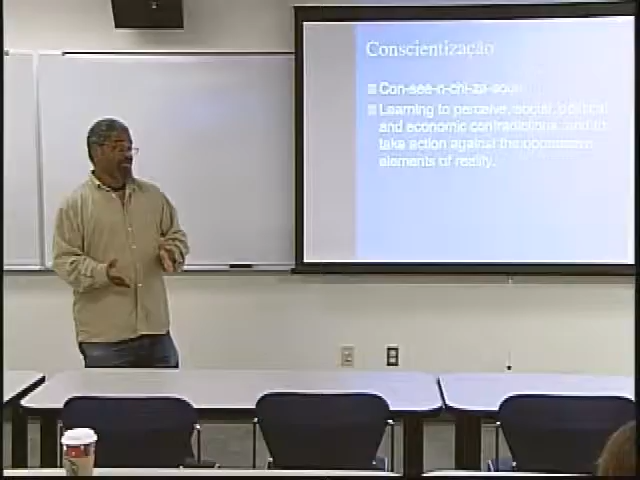 Conscientização
Con-see-n-chi-za-soun
Learning to perceive, social, political
and economic contradictions, and to
take action against the oppressive
elements of reality.